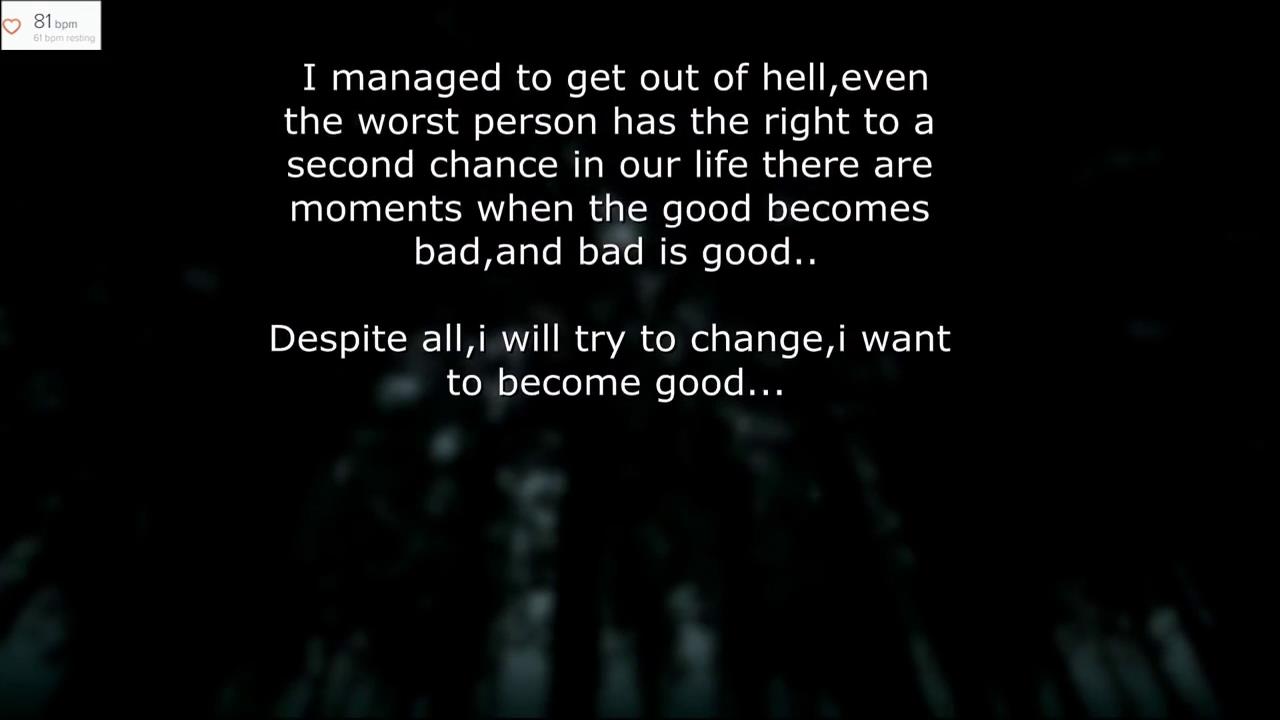 81 bpm
61 bpm resting
I managed to get out of hell,even
the worst person has the right to a
second chance in our life there are
moments when the good becomes
bad,and bad is good..
Despite all,i will try to change,i want
to become good...